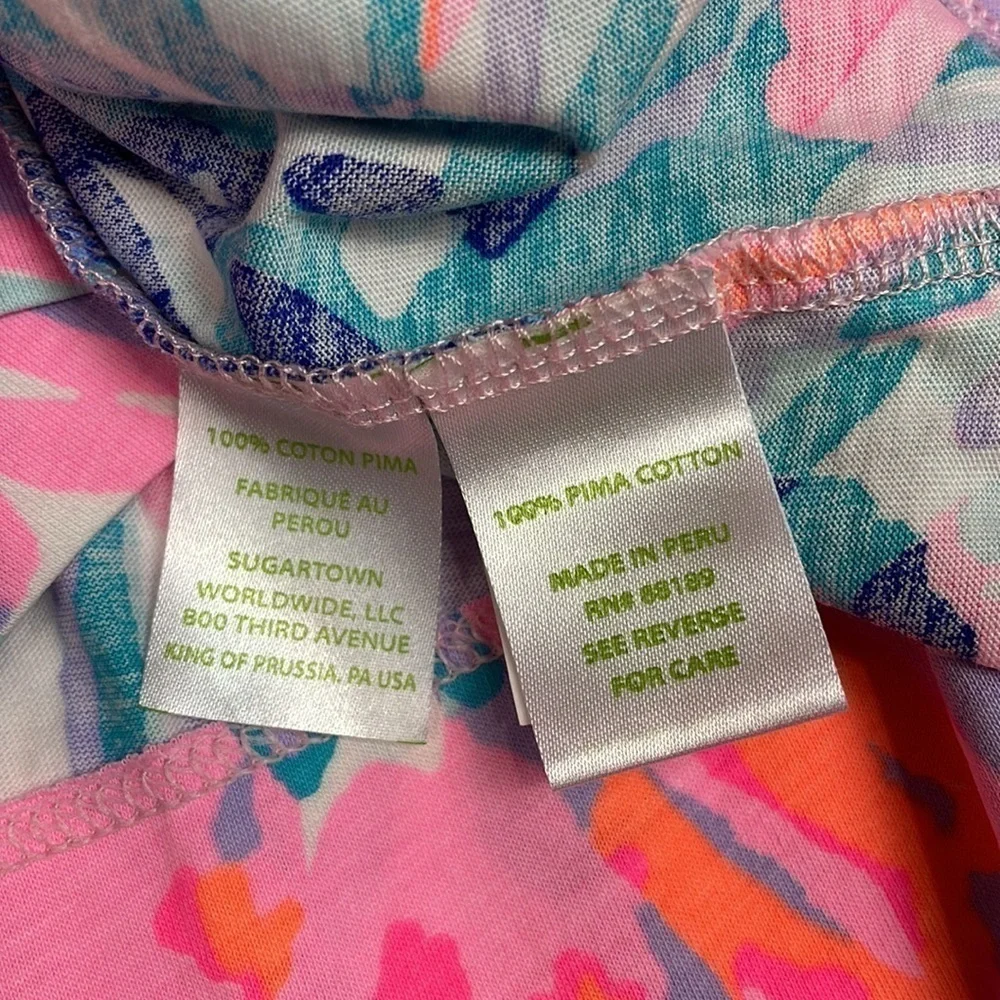 100% COTON PIMA
FABRIQUÉ AU
PEROU
SUGARTOWN
WORLDWIDE, LLC
800 THIRD AVENUE
KING OF PRUSSIA, PA USA
100% PIMA COTTON
MADE IN PERU
RN# 88189
SEE REVERSE
FOR CARE